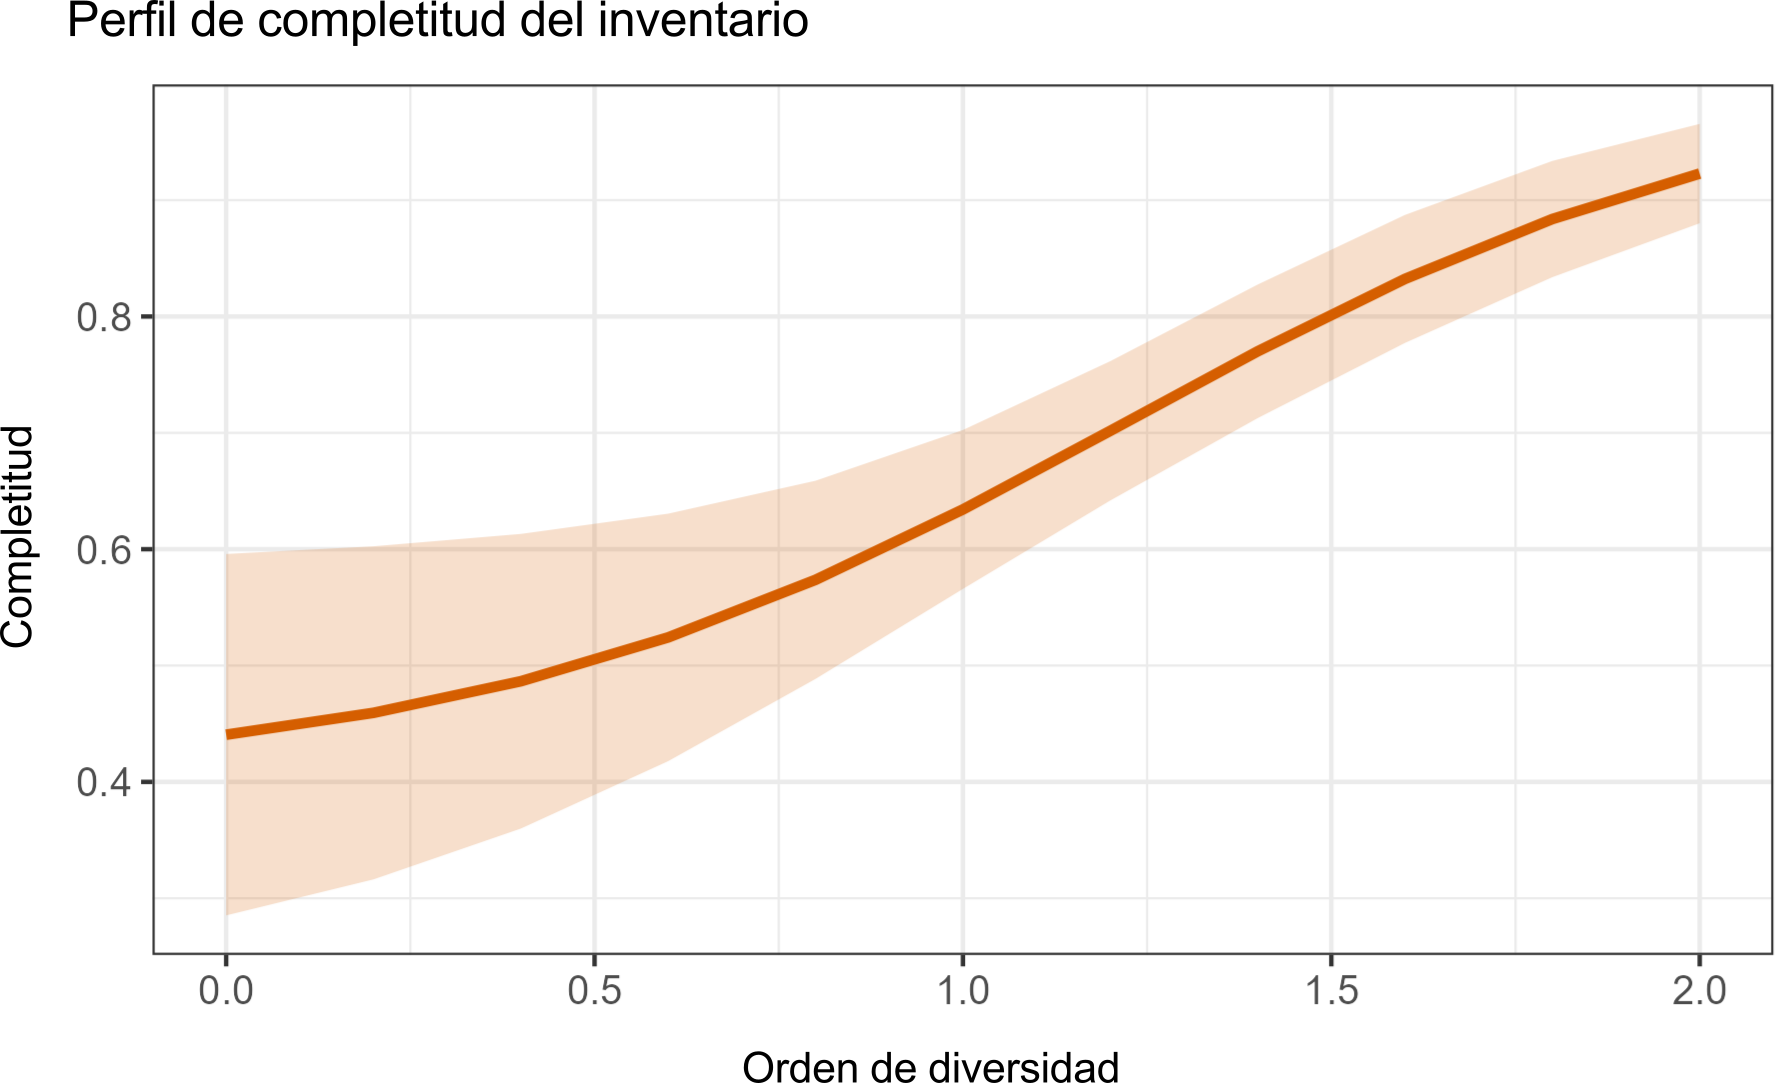 Perfil de completitud del inventario
Completitud
0.8
0.6
0.4
0.0 0.5 1.0 1.5 2.0
Orden de diversidad